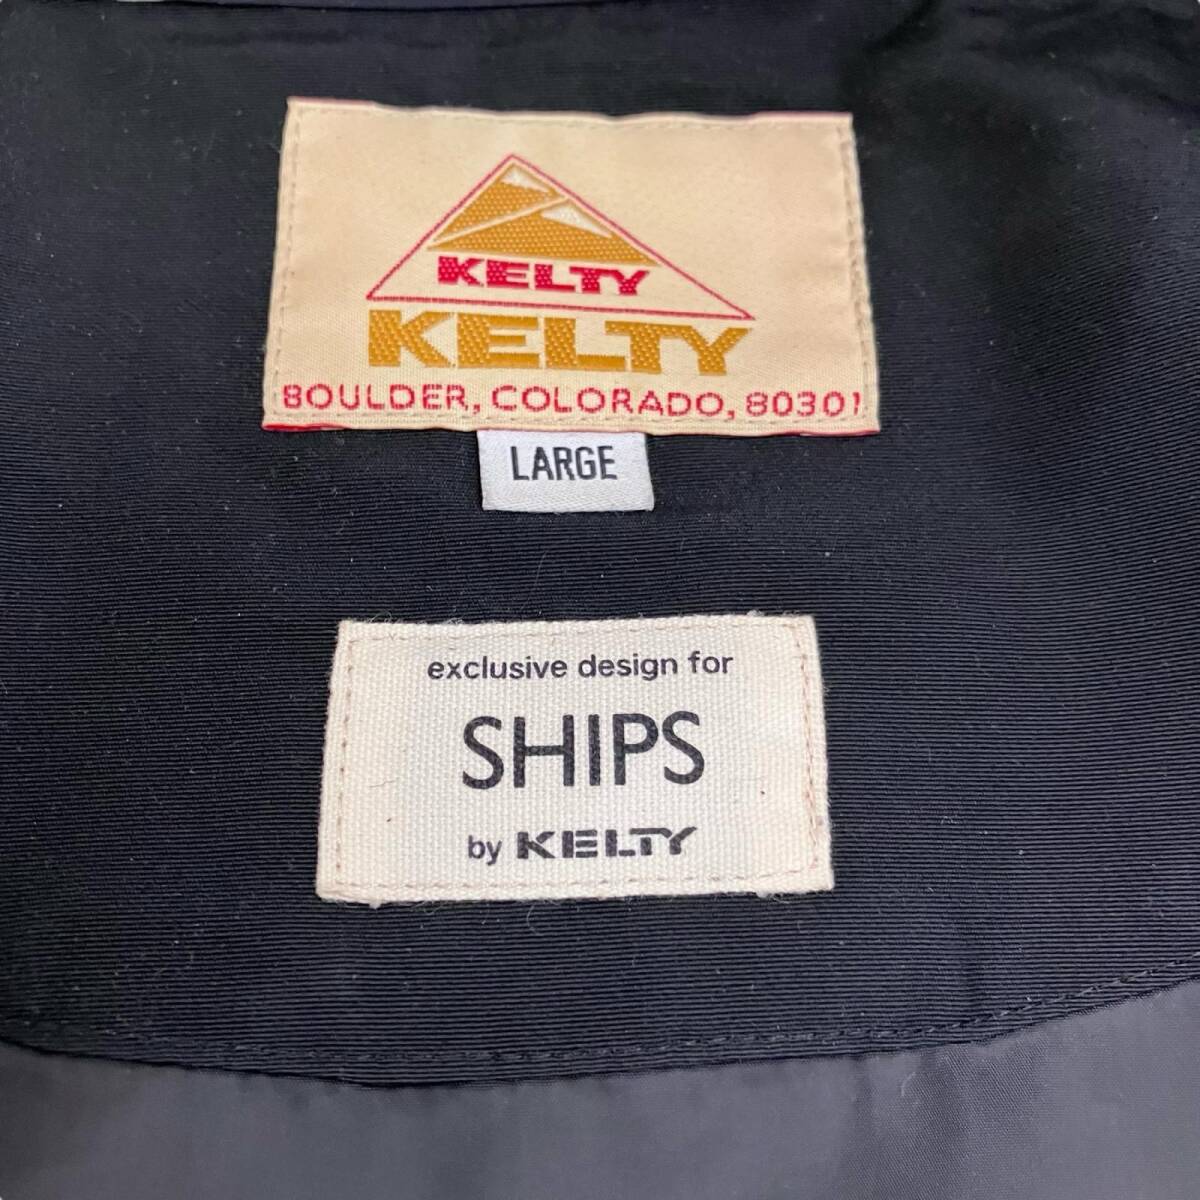 KELTY
KELTY
BOULDER, COLORADO, 80301
LARGE
exclusive design for
SHIPS
by KELTY